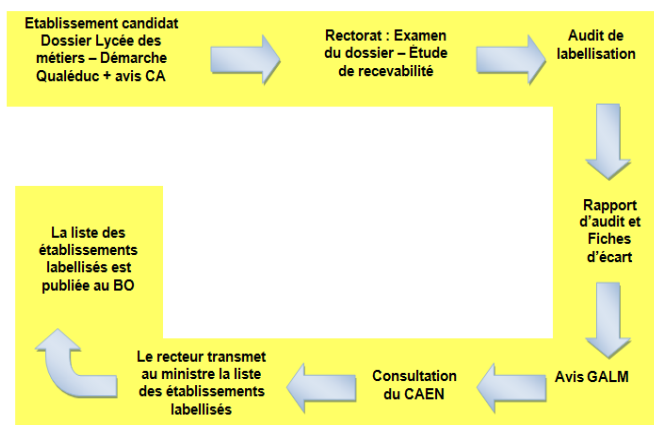 Etablissement candidat
Dossier Lycée des
métiers – Démarche
Qualéduc + avis CA
Rectorat : Examen
du dossier – Étude
de recevabilité
Audit de
labellisation
Rapport
d'audit et
Fiches
d'écart
Avis GALM
Consultation
du CAEN
Le recteur transmet
au ministre la liste
des établissements
labellisés
La liste des
établissements
labellisés est
publiée au BO